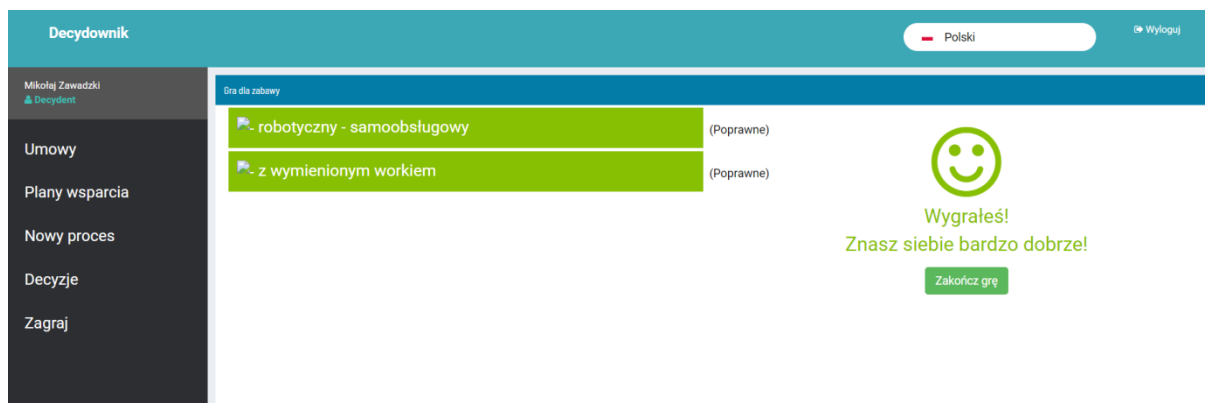 Decydownik
Polski
Wyloguj
Mikołaj Zawadzki
Decydent
Umowy
Plany wsparcia
Nowy proces
Decyzje
Zagraj
Gra dla zabawy
- robotyczny - samoobsługowy (Poprawne)
- z wymienionym workiem (Poprawne)
Wygrałeś!
Znasz siebie bardzo dobrze!
Zakończ grę